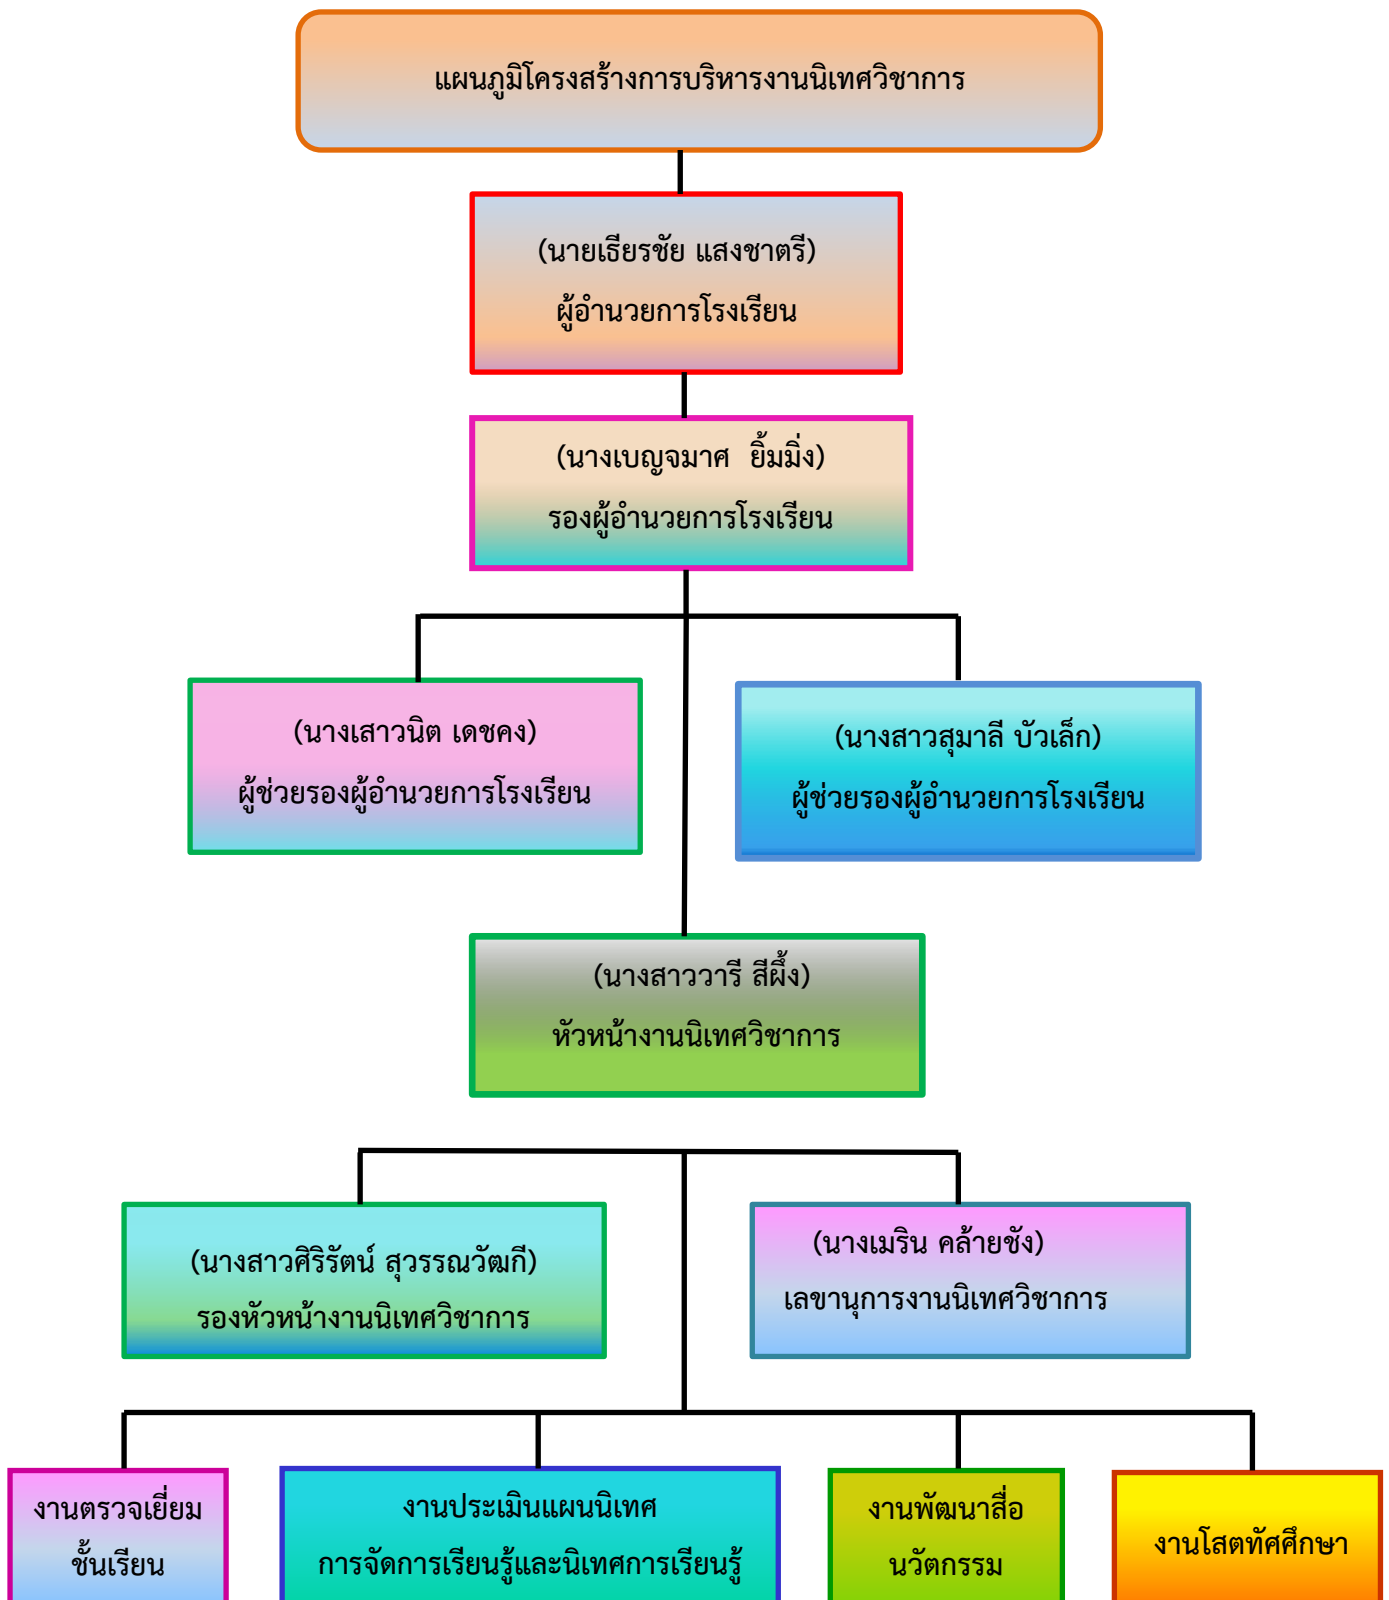 แผนภูมิโครงสร้างการบริหารงานนิเทศวิชาการ
(นายเธียรชัย แสงชาตรี)
ผู้อำนวยการโรงเรียน
(นางเบญจมาศ ยิ้มมิ่ง)
รองผู้อำนวยการโรงเรียน
(นางเสาวนิต เดชคง)
ผู้ช่วยรองผู้อำนวยการโรงเรียน
(นางสาวสุมาลี บัวเล็ก)
ผู้ช่วยรองผู้อำนวยการโรงเรียน
(นางสาววารี สีผึ้ง)
หัวหน้างานนิเทศวิชาการ
(นางสาวศิริรัตน์ สุวรรณวัฒกี)
รองหัวหน้างานนิเทศวิชาการ
(นางเมริน คล้ายชัง)
เลขานุการงานนิเทศวิชาการ
งานตรวจเยี่ยม
ชั้นเรียน
งานประเมินแผนนิเทศ
การจัดการเรียนรู้และนิเทศการเรียนรู้
งานพัฒนาสื่อ
นวัตกรรม
งานโสตทัศศึกษา